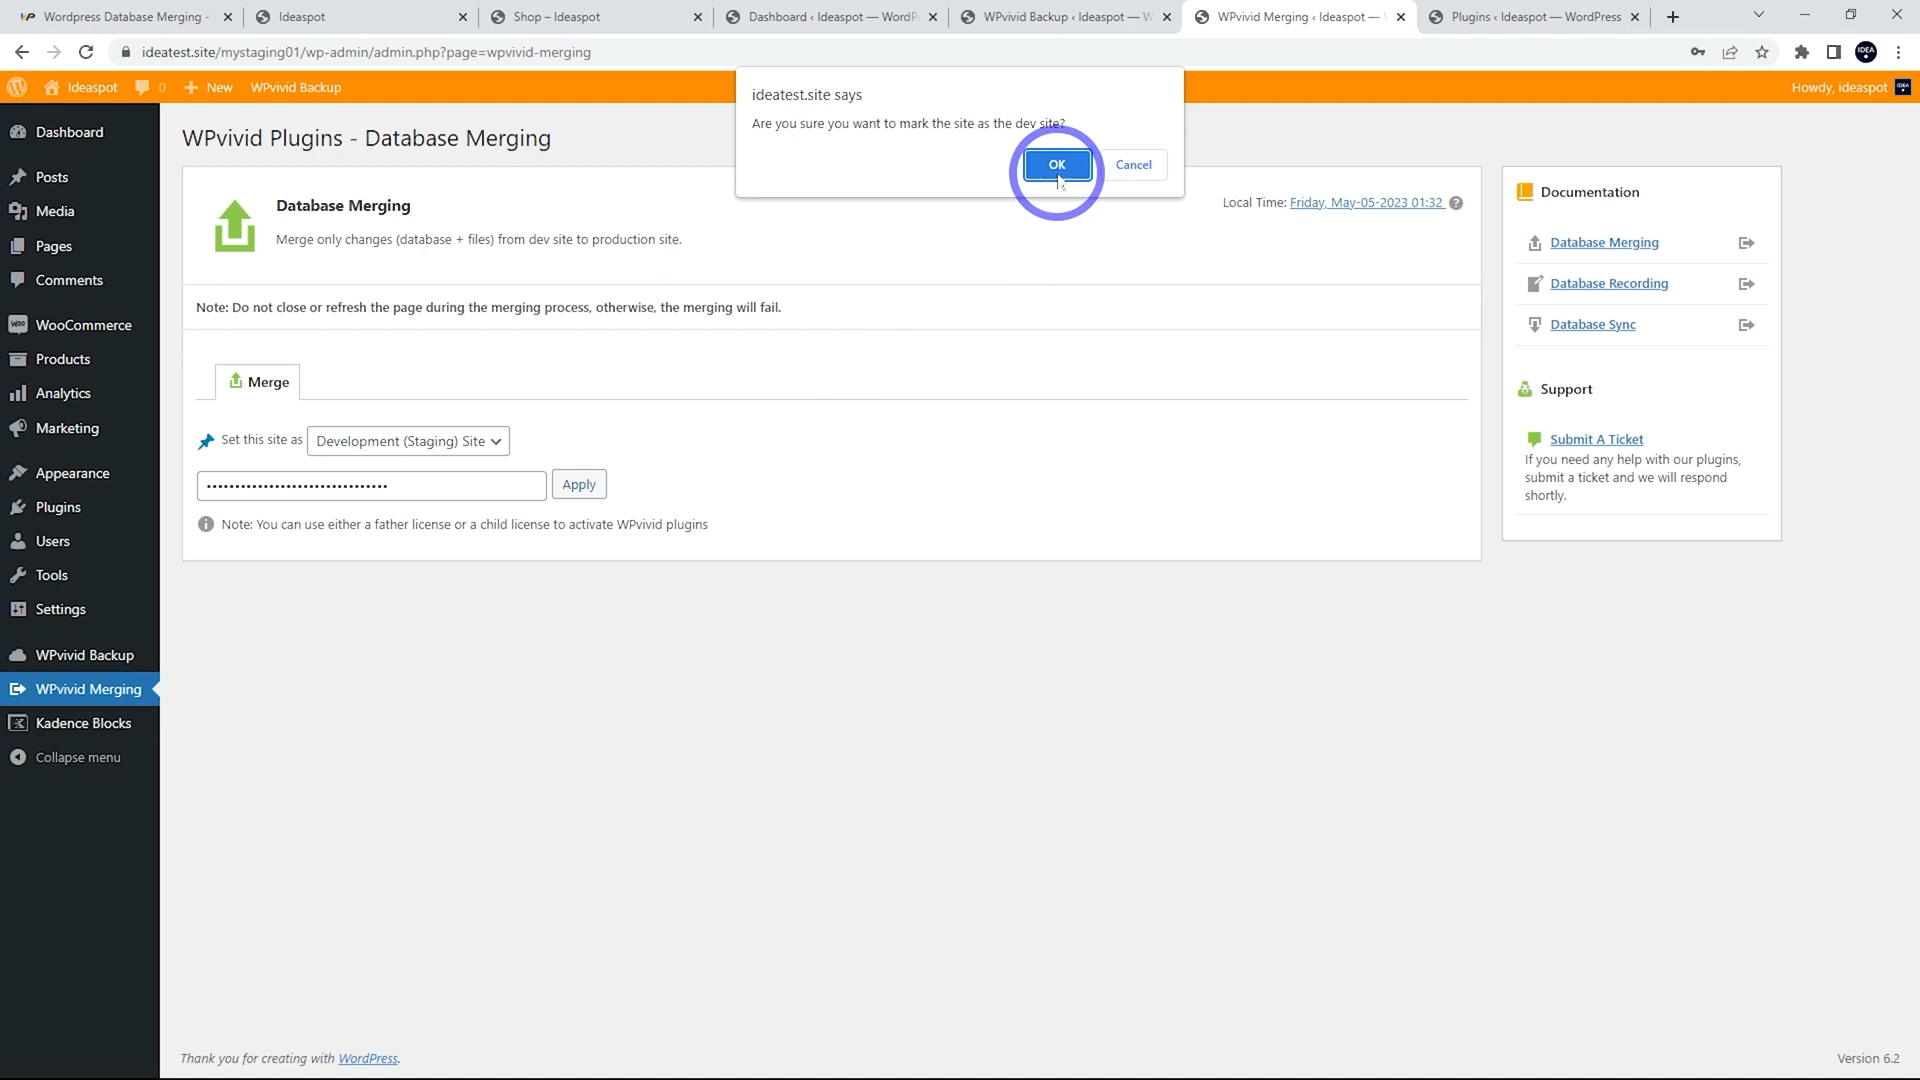 Wordpress Database Merging -
Ideaspot
Shop – Ideaspot
Dashboard ‹ Ideaspot — WordP
WPvivid Backup ‹ Ideaspot — W
WPvivid Merging ‹ Ideaspot —
Plugins ‹ Ideaspot — WordPress
ideatest.site/mystaging01/wp-admin/admin.php?page=wpvivid-merging
IDEA
Ideaspot
0
New
WPvivid Backup
Howdy, ideaspot
ideatest.site says
Are you sure you want to mark the site as the dev site?
OK
Cancel
Dashboard
Posts
Media
Pages
Comments
WooCommerce
Products
Analytics
Marketing
Appearance
Plugins
Users
Tools
Settings
WPvivid Backup
WPvivid Merging
Kadence Blocks
Collapse menu
WPvivid Plugins - Database Merging
Database Merging
Merge only changes (database + files) from dev site to production site.
Local Time: Friday, May-05-2023 01:32
Note: Do not close or refresh the page during the merging process, otherwise, the merging will fail.
Merge
Set this site as
Development (Staging) Site
Apply
Note: You can use either a father license or a child license to activate WPvivid plugins
Documentation
Database Merging
Database Recording
Database Sync
Support
Submit A Ticket
If you need any help with our plugins,
submit a ticket and we will respond
shortly.
Thank you for creating with WordPress.
Version 6.2